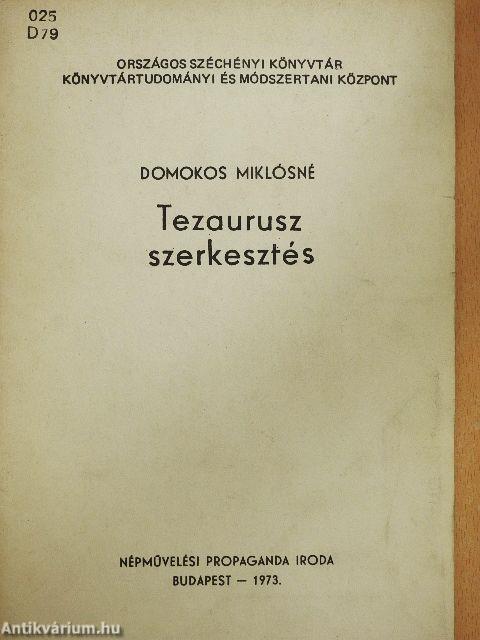 025
D79
ORSZÁGOS SZÉCHÉNYI KÖNYVTÁR
KÖNYVTÁRTUDOMÁNYI ÉS MÓDSZERTANI KÖZPONT
DOMOKOS MIKLÓSNÉ
Tezaurusz
szerkesztés
NÉPMŰVELÉSI PROPAGANDA IRODA
BUDAPEST — 1973.
Antikvárium.hu